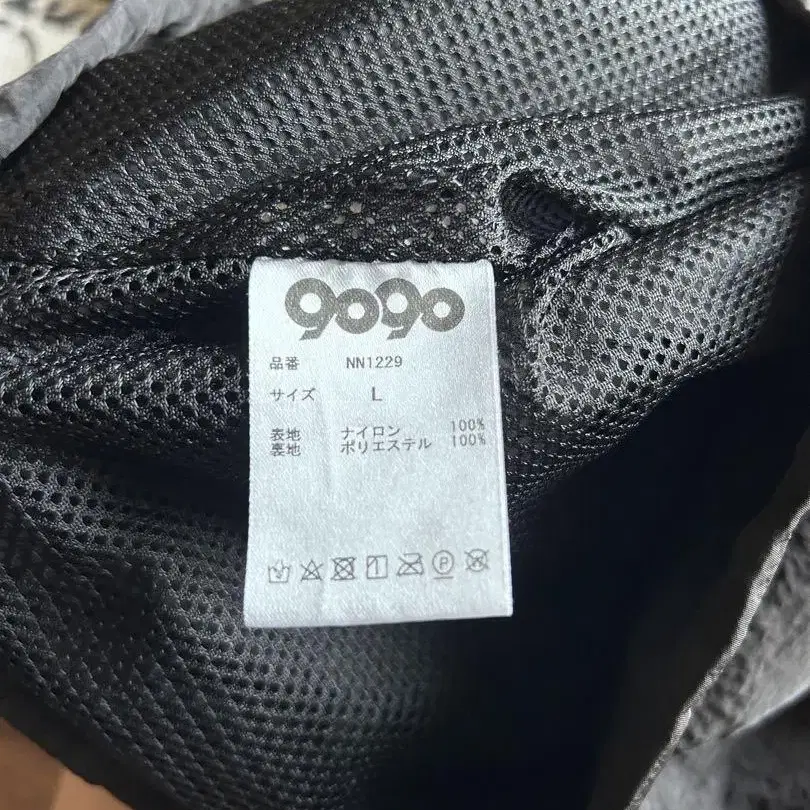 9090
品番 NN1229
サイズ L
表地 ナイロン 100%
裏地 ポリエステル 100%
P